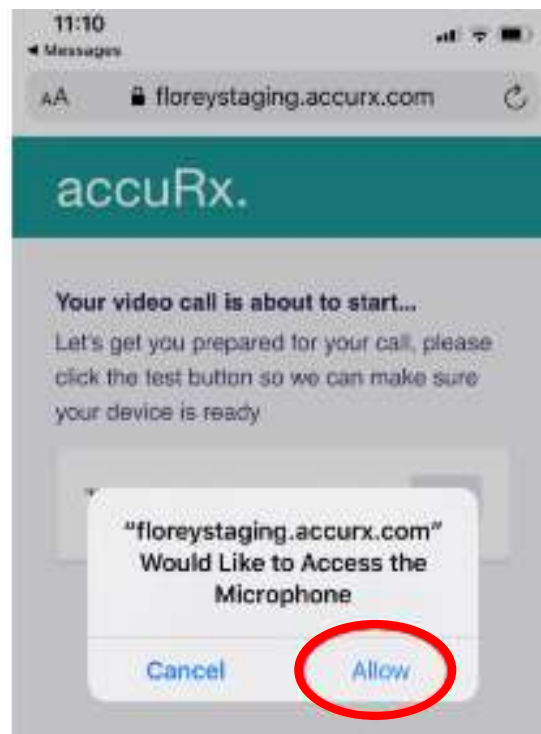 11:10
Messages
AA floreystaging.accurx.com
accuRx.
Your video call is about to start...
Let's get you prepared for your call, please
click the test button so we can make sure
your device is ready
"floreystaging.accurx.com"
Would Like to Access the
Microphone
Cancel Allow